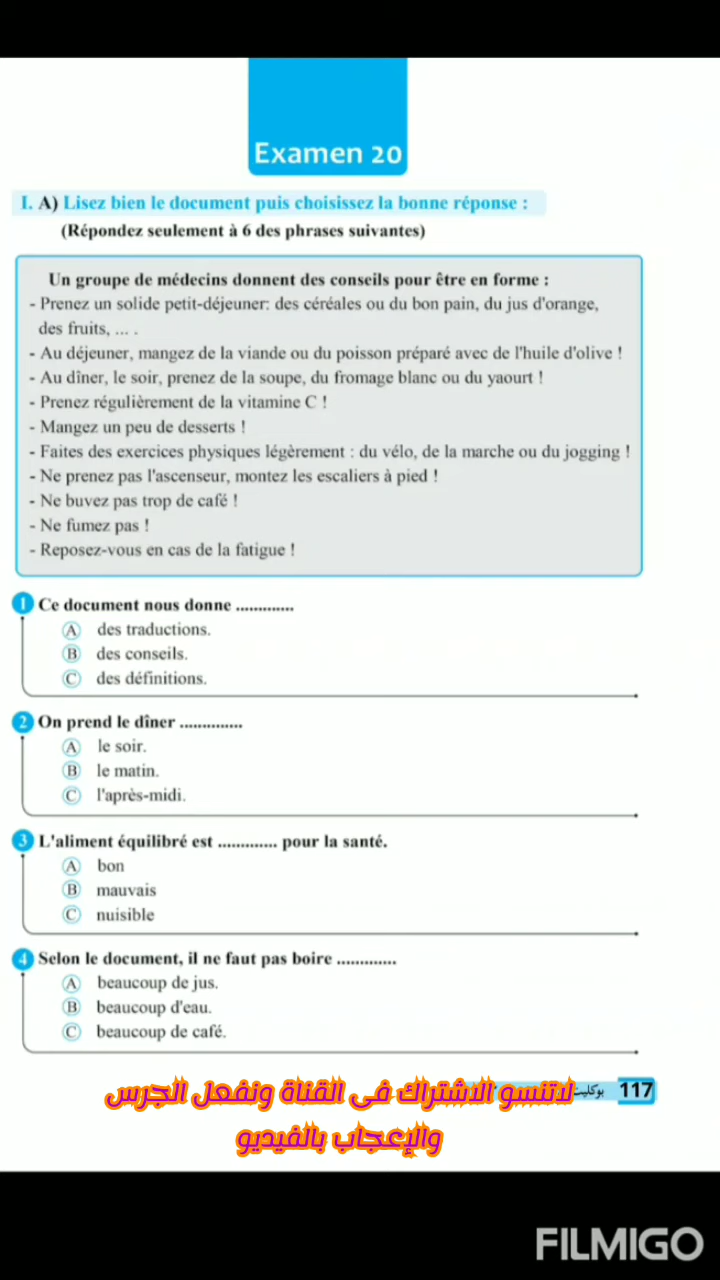 Examen 20
I. A) Lisez bien le document puis choisissez la bonne réponse :
(Répondez seulement à 6 des phrases suivantes)
Un groupe de médecins donnent des conseils pour être en forme :
- Prenez un solide petit-déjeuner: des céréales ou du bon pain, du jus d'orange,
des fruits, ... .
- Au déjeuner, mangez de la viande ou du poisson préparé avec de l'huile d'olive !
- Au dîner, le soir, prenez de la soupe, du fromage blanc ou du yaourt !
- Prenez régulièrement de la vitamine C !
- Mangez un peu de desserts !
- Faites des exercices physiques légèrement : du vélo, de la marche ou du jogging !
- Ne prenez pas l'ascenseur, montez les escaliers à pied !
- Ne buvez pas trop de café !
- Ne fumez pas !
- Reposez-vous en cas de la fatigue !
1 Ce document nous donne .............
A des traductions.
B des conseils.
C des définitions.
2 On prend le dîner ..............
A le soir.
B le matin.
C l'après-midi.
3 L'aliment équilibré est ............. pour la santé.
A bon
B mauvais
C nuisible
4 Selon le document, il ne faut pas boire .............
A beaucoup de jus.
B beaucoup d'eau.
C beaucoup de café.
بوكليت 117
لاتنسو الاشتراك فى القناة ونفعل الجرس
والإعجاب بالفيديو
FILMIGO